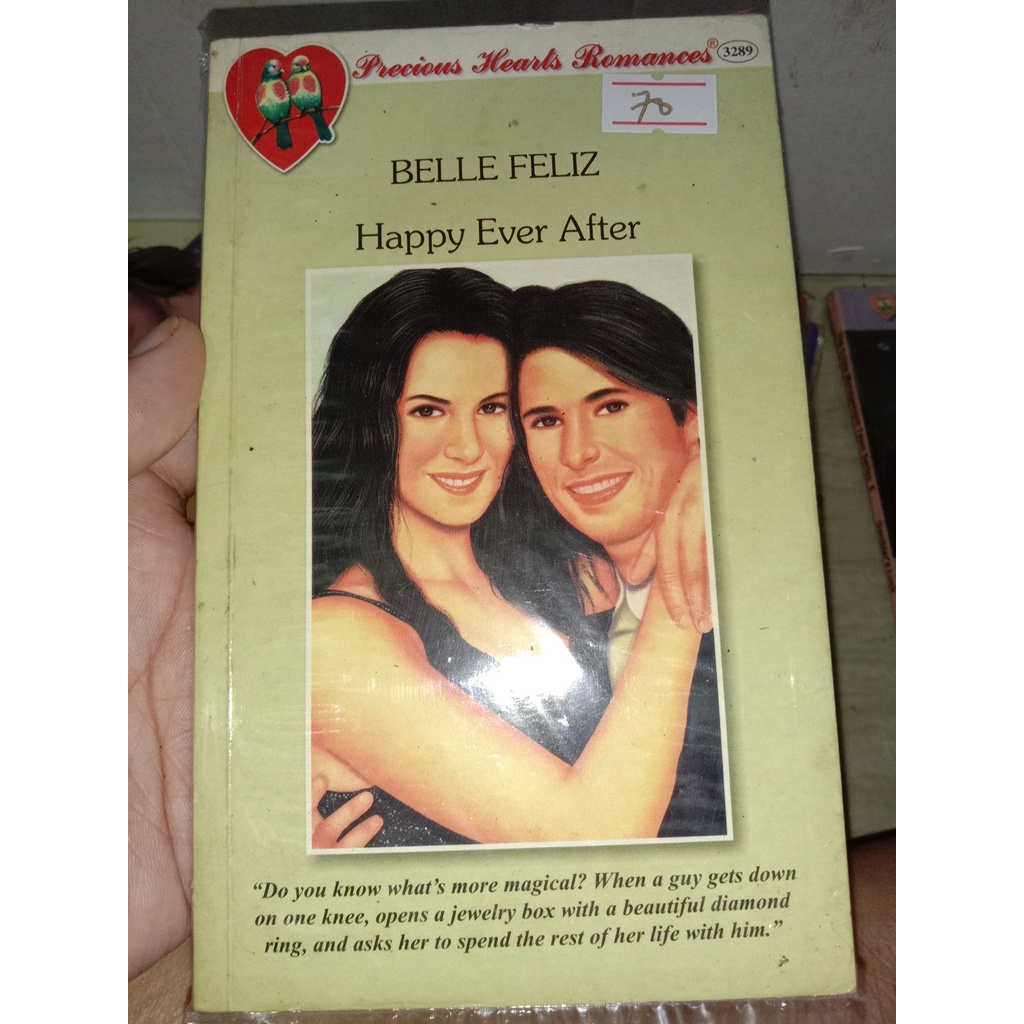 Precious Hearts Romances® 3289
70
BELLE FELIZ
Happy Ever After
“Do you know what’s more magical? When a guy gets down
on one knee, opens a jewelry box with a beautiful diamond
ring, and asks her to spend the rest of her life with him.”